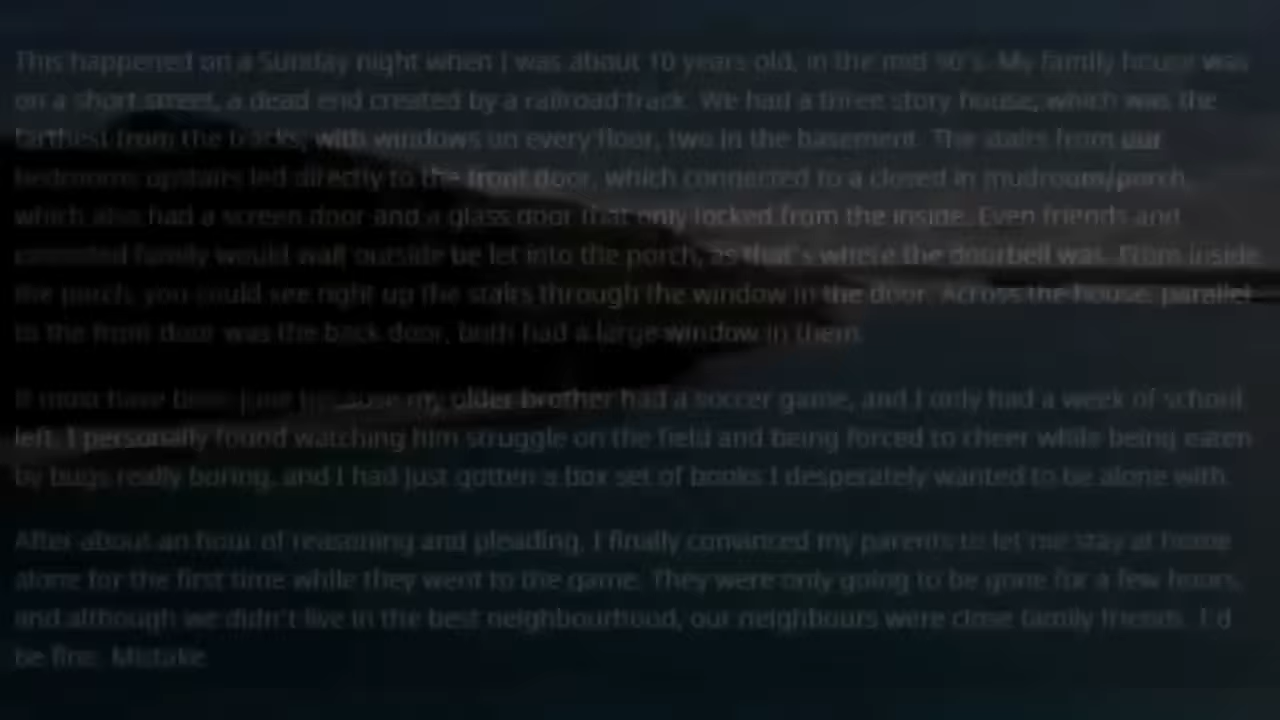 This happened on a Sunday night when I was about 10 years old, in the mid 90's. My family house was
on a short street, a dead end created by a railroad track. We had a three story house, which was the
farthest from the tracks, with windows on every floor, two in the basement. The stairs from our
bedrooms upstairs led directly to the front door, which connected to a closed in mudroom/porch,
which also had a screen door and a glass door that only locked from the inside. Even friends and
family would wait outside be let into the porch, as that's where the doorbell was. From inside
the porch, you could see right up the stairs through the window in the door. Across the house, parallel
to the front door was the back door, both had a large window in them.
It must have been June because my older brother had a soccer game, and I only had a week of school
left. I personally found watching him struggle on the field and being forced to cheer while being eaten
by bugs really boring, and I had just gotten a box set of books I desperately wanted to be alone with.
After about an hour of reasoning and pleading, I finally convinced my parents to let me stay at home
alone for the first time while they went to the game. They were only going to be gone for a few hours,
and although we didn't live in the best neighbourhood, our neighbours were close family friends. I'd
be fine. Mistake